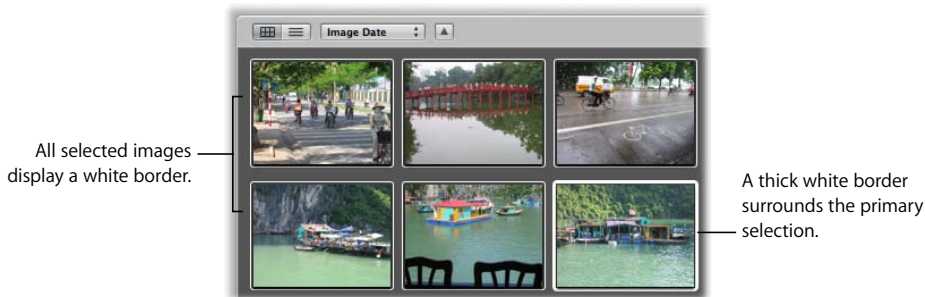 Image Date
All selected images
display a white border.
A thick white border
surrounds the primary
selection.